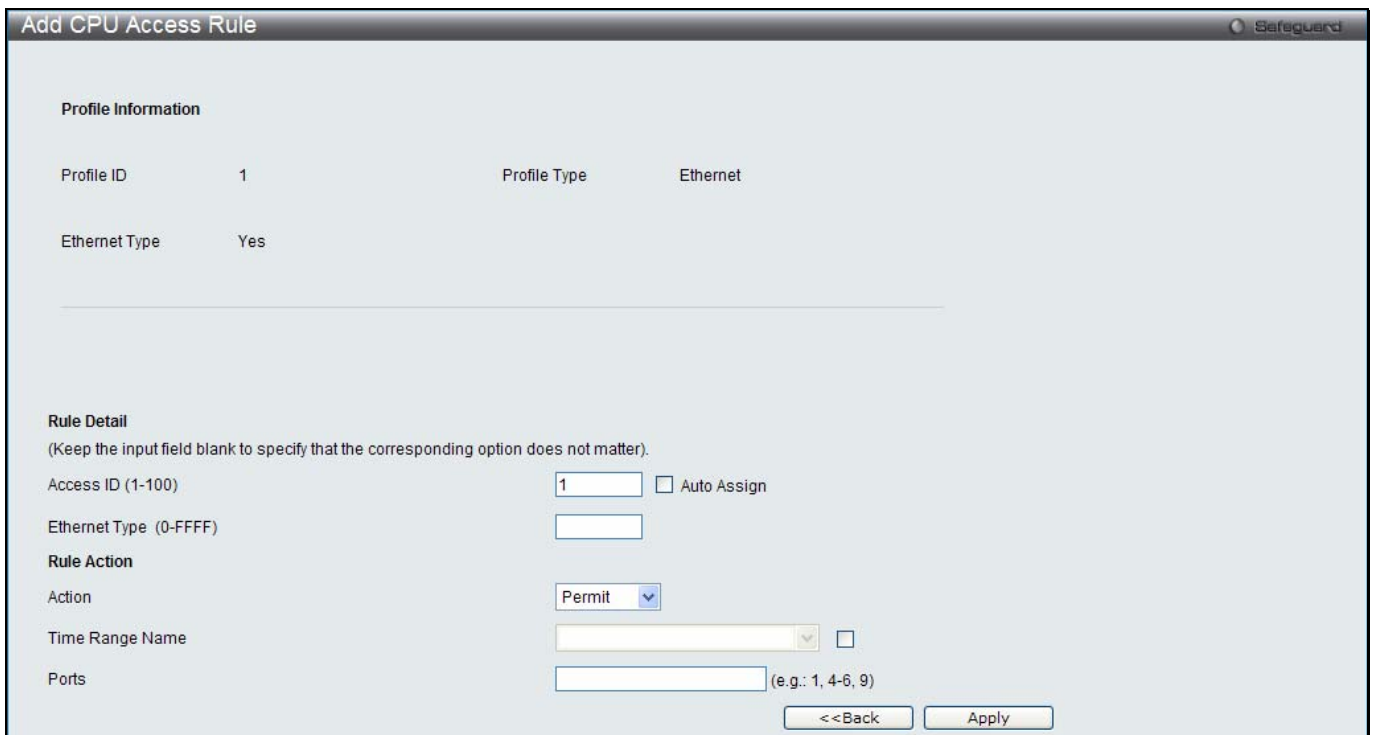 Add CPU Access Rule Safeguard
Profile Information
Profile ID 1 Profile Type Ethernet
Ethernet Type Yes
Rule Detail
(Keep the input field blank to specify that the corresponding option does not matter).
Access ID (1-100) 1 Auto Assign
Ethernet Type (0-FFFF)
Rule Action
Action Permit
Time Range Name
Ports (e.g.: 1, 4-6, 9)
<<Back Apply